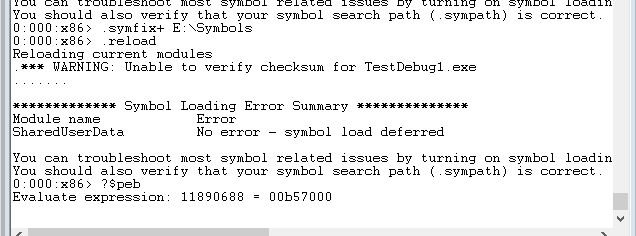 You can troubleshoot most symbol related issues by turning on symbol loadin
You should also verify that your symbol search path (.sympath) is correct.
0:000:x86> .symfix+ E:\Symbols
0:000:x86> .reload
Reloading current modules
.*** WARNING: Unable to verify checksum for TestDebug1.exe
.......
************* Symbol Loading Error Summary **************
Module name Error
SharedUserData No error - symbol load deferred
You can troubleshoot most symbol related issues by turning on symbol loadin
You should also verify that your symbol search path (.sympath) is correct.
0:000:x86> ?$peb
Evaluate expression: 11890688 = 00b57000